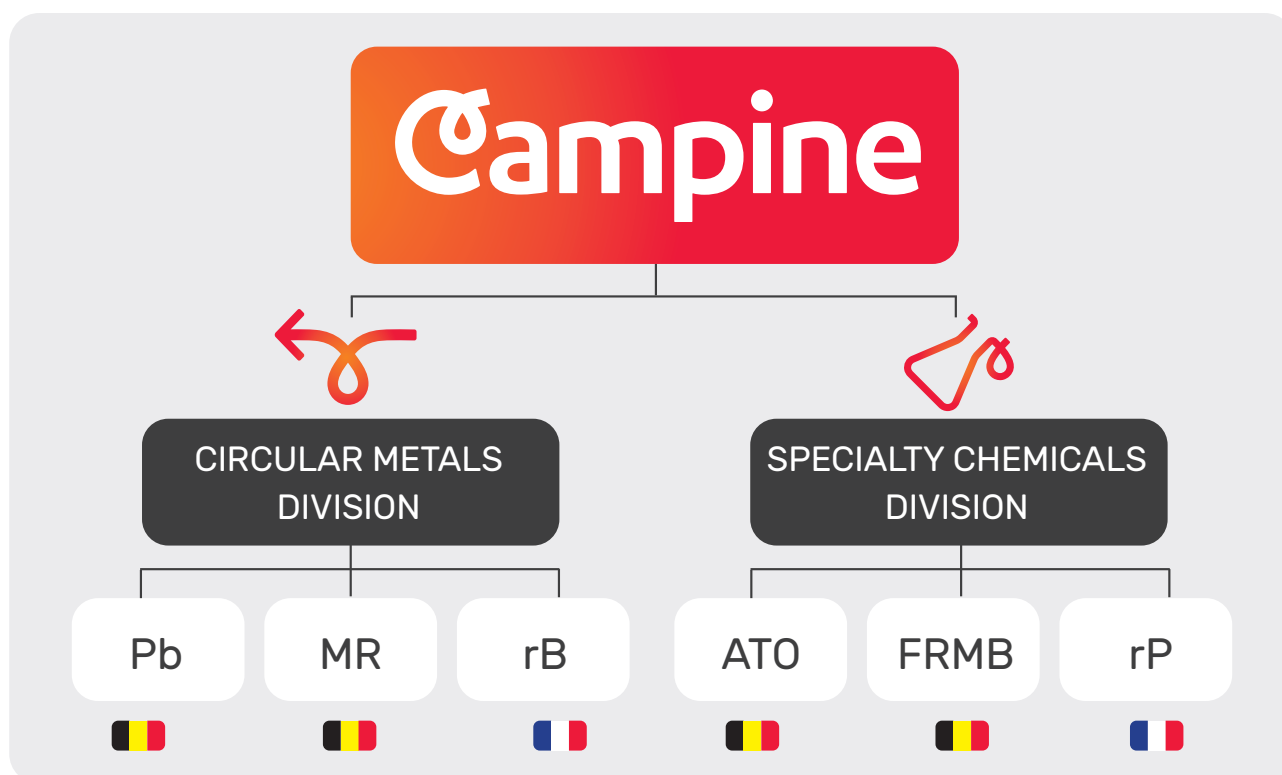 Campine
CIRCULAR METALS
DIVISION
SPECIALTY CHEMICALS
DIVISION
Pb
MR
rB
ATO
FRMB
rP